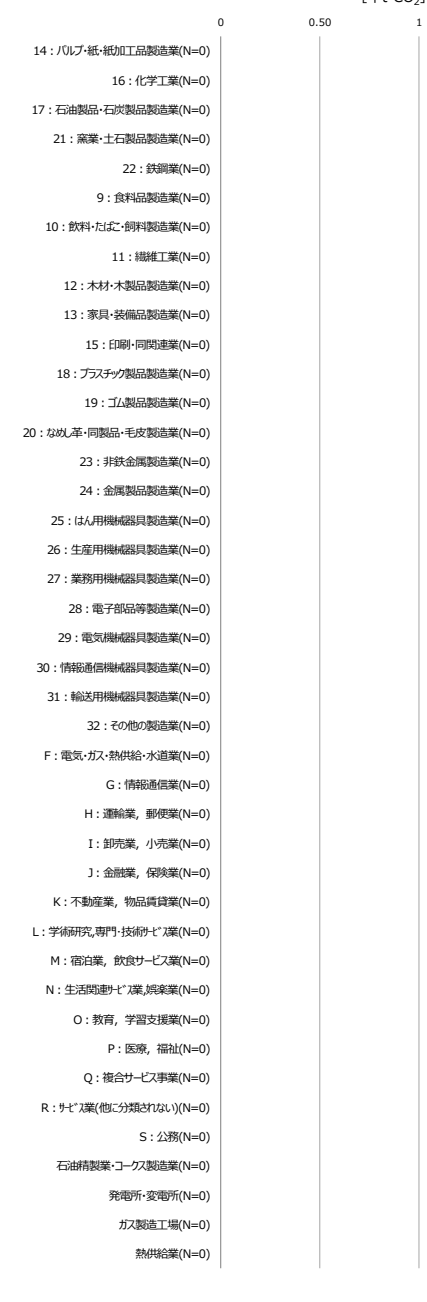 0 0.50 1
14：パルプ・紙・紙加工品製造業(N=0)
16：化学工業(N=0)
17：石油製品・石炭製品製造業(N=0)
21：窯業・土石製品製造業(N=0)
22：鉄鋼業(N=0)
9：食料品製造業(N=0)
10：飲料・たばこ・飼料製造業(N=0)
11：繊維工業(N=0)
12：木材・木製品製造業(N=0)
13：家具・装備品製造業(N=0)
15：印刷・同関連業(N=0)
18：プラスチック製品製造業(N=0)
19：ゴム製品製造業(N=0)
20：なめし革・同製品・毛皮製造業(N=0)
23：非鉄金属製造業(N=0)
24：金属製品製造業(N=0)
25：はん用機械器具製造業(N=0)
26：生産用機械器具製造業(N=0)
27：業務用機械器具製造業(N=0)
28：電子部品等製造業(N=0)
29：電気機械器具製造業(N=0)
30：情報通信機械器具製造業(N=0)
31：輸送用機械器具製造業(N=0)
32：その他の製造業(N=0)
F：電気・ガス・熱供給・水道業(N=0)
G：情報通信業(N=0)
H：運輸業，郵便業(N=0)
I：卸売業，小売業(N=0)
J：金融業，保険業(N=0)
K：不動産業，物品賃貸業(N=0)
L：学術研究,専門・技術ｻｰﾋﾞｽ業(N=0)
M：宿泊業，飲食サービス業(N=0)
N：生活関連ｻｰﾋﾞｽ業,娯楽業(N=0)
O：教育，学習支援業(N=0)
P：医療，福祉(N=0)
Q：複合サービス事業(N=0)
R：ｻｰﾋﾞｽ業(他に分類されない)(N=0)
S：公務(N=0)
石油精製業・コークス製造業(N=0)
発電所・変電所(N=0)
ガス製造工場(N=0)
熱供給業(N=0)